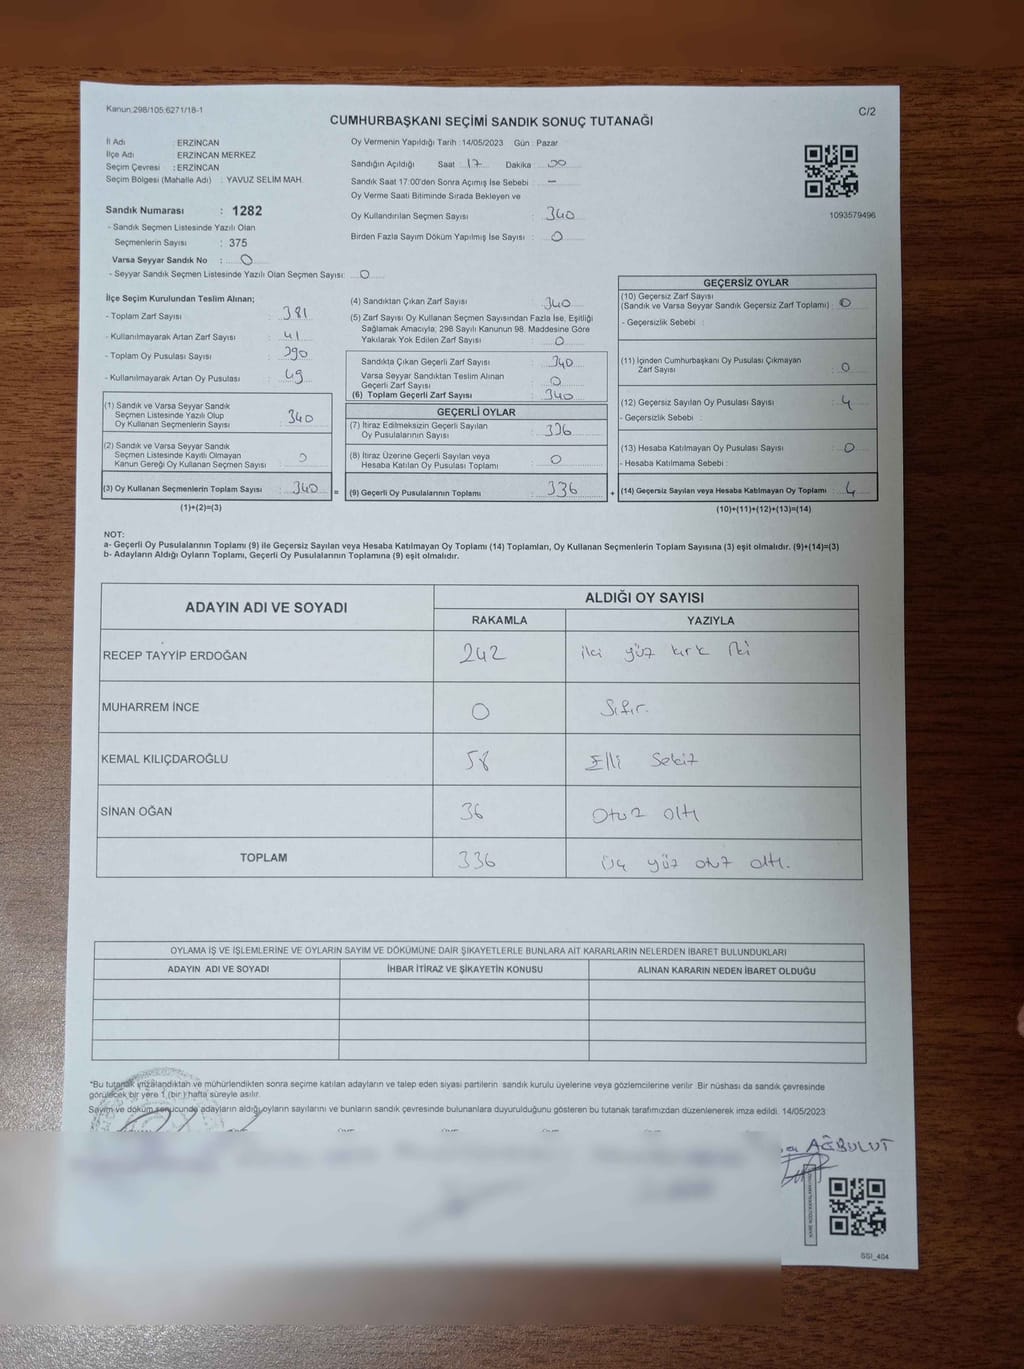 Kanun:298/105;6271/18-1
C/2
CUMHURBAŞKANI SEÇİMİ SANDIK SONUÇ TUTANAĞI
İl Adı : ERZİNCAN
İlçe Adı : ERZİNCAN MERKEZ
Seçim Çevresi : ERZİNCAN
Seçim Bölgesi (Mahalle Adı) : YAVUZ SELİM MAH.
Sandık Numarası : 1282
- Sandık Seçmen Listesinde Yazılı Olan
Seçmenlerin Sayısı : 375
Varsa Seyyar Sandık No : 0
- Seyyar Sandık Seçmen Listesinde Yazılı Olan Seçmen Sayısı: 0
Oy Vermenin Yapıldığı Tarih : 14/05/2023 Gün : Pazar
Sandığın Açıldığı Saat : 17 Dakika : 00
Sandık Saat 17:00'den Sonra Açımış İse Sebebi : —
Oy Verme Saati Bitiminde Sırada Bekleyen ve
Oy Kullandırılan Seçmen Sayısı : 340
Birden Fazla Sayım Döküm Yapılmış İse Sayısı : 0
1093579496
İlçe Seçim Kurulundan Teslim Alınan;
- Toplam Zarf Sayısı : 381
- Kullanılmayarak Artan Zarf Sayısı : 41
- Toplam Oy Pusulası Sayısı : 390
- Kullanılmayarak Artan Oy Pusulası : 49
(1) Sandık ve Varsa Seyyar Sandık
Seçmen Listesinde Yazılı Olup
Oy Kullanan Seçmenlerin Sayısı : 340
(2) Sandık ve Varsa Seyyar Sandık
Seçmen Listesinde Kayıtlı Olmayan
Kanun Gereği Oy Kullanan Seçmen Sayısı : 0
(3) Oy Kullanan Seçmenlerin Toplam Sayısı : 340
(1)+(2)=(3)
=
(4) Sandıktan Çıkan Zarf Sayısı : 340
(5) Zarf Sayısı Oy Kullanan Seçmen Sayısından Fazla İse, Eşitliği
Sağlamak Amacıyla; 298 Sayılı Kanunun 98. Maddesine Göre
Yakılarak Yok Edilen Zarf Sayısı : 0
Sandıkta Çıkan Geçerli Zarf Sayısı : 340
Varsa Seyyar Sandıktan Teslim Alınan
Geçerli Zarf Sayısı : 0
(6) Toplam Geçerli Zarf Sayısı : 340
GEÇERLİ OYLAR
(7) İtiraz Edilmeksizin Geçerli Sayılan
Oy Pusulalarının Sayısı : 336
(8) İtiraz Üzerine Geçerli Sayılan veya
Hesaba Katılan Oy Pusulası Toplamı : 0
(9) Geçerli Oy Pusulalarının Toplamı : 336
+
GEÇERSİZ OYLAR
(10) Geçersiz Zarf Sayısı
(Sandık ve Varsa Seyyar Sandık Geçersiz Zarf Toplamı) : 0
- Geçersizlik Sebebi :
(11) İçinden Cumhurbaşkanı Oy Pusulası Çıkmayan
Zarf Sayısı : 0
(12) Geçersiz Sayılan Oy Pusulası Sayısı : 4
- Geçersizlik Sebebi :
(13) Hesaba Katılmayan Oy Pusulası Sayısı : 0
- Hesaba Katılmama Sebebi :
(14) Geçersiz Sayılan veya Hesaba Katılmayan Oy Toplamı : 4
(10)+(11)+(12)+(13)=(14)
NOT:
a- Geçerli Oy Pusulalarının Toplamı (9) ile Geçersiz Sayılan veya Hesaba Katılmayan Oy Toplamı (14) Toplamları, Oy Kullanan Seçmenlerin Toplam Sayısına (3) eşit olmalıdır. (9)+(14)=(3)
b- Adayların Aldığı Oyların Toplamı, Geçerli Oy Pusulalarının Toplamına (9) eşit olmalıdır.
ADAYIN ADI VE SOYADI
ALDIĞI OY SAYISI
RAKAMLA YAZIYLA
RECEP TAYYİP ERDOĞAN 242 iki yüz kırk iki
MUHARREM İNCE 0 Sıfır.
KEMAL KILIÇDAROĞLU 58 Elli Sekiz
SİNAN OĞAN 36 Otuz altı
TOPLAM 336 üç yüz otuz altı.
OYLAMA İŞ VE İŞLEMLERİNE VE OYLARIN SAYIM VE DÖKÜMÜNE DAİR ŞİKAYETLERLE BUNLARA AİT KARARLARIN NELERDEN İBARET BULUNDUKLARI
ADAYIN ADI VE SOYADI İHBAR İTİRAZ VE ŞİKAYETİN KONUSU ALINAN KARARIN NEDEN İBARET OLDUĞU
*Bu tutanak imzalandıktan ve mühürlendikten sonra seçime katılan adayların ve talep eden siyasi partilerin sandık kurulu üyelerine veya gözlemcilerine verilir. Bir nüshası da sandık çevresinde
görülecek bir yere 1 (bir) hafta süreyle asılır.
Sayım ve döküm sonucunda adayların aldığı oyların sayılarını ve bunların sandık çevresinde bulunanlara duyurulduğunu gösteren bu tutanak tarafımızdan düzenlenerek imza edildi. 14/05/2023
AĞBULUT
SSI_404